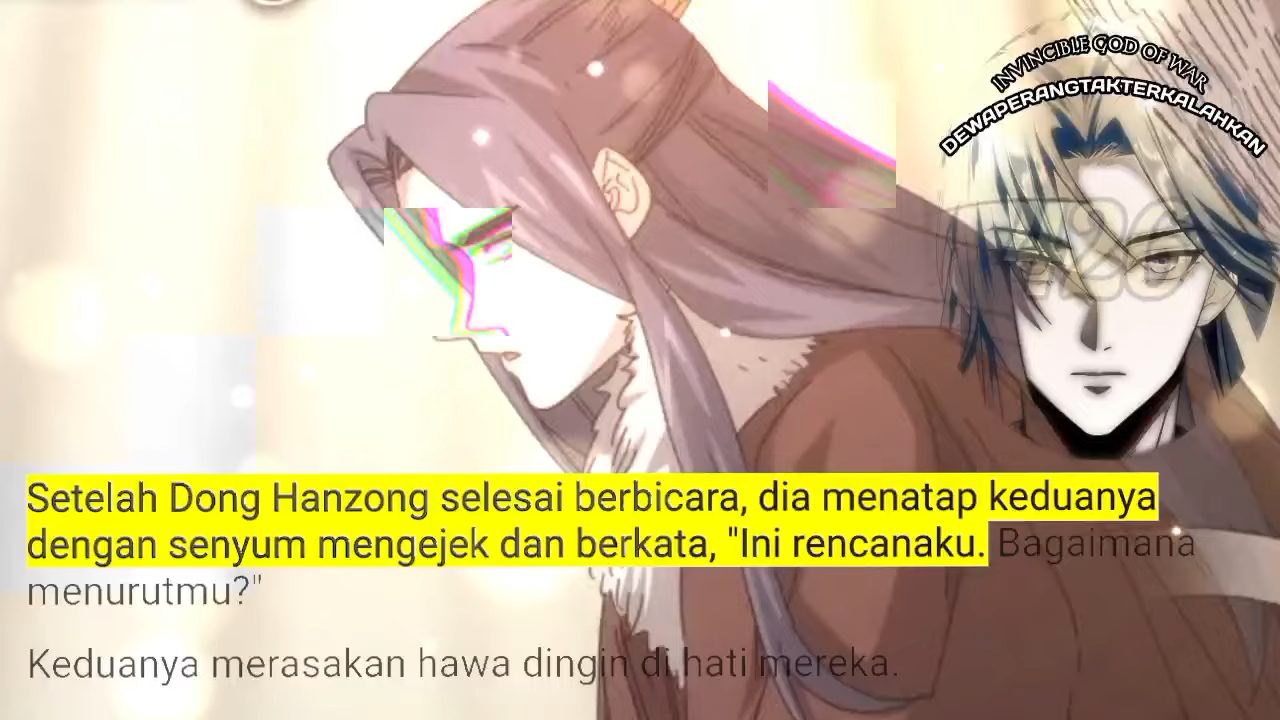 INVINCIBLE GOD OF WAR
DEWAPERANGTAKTERKALAHKAN
726
Setelah Dong Hanzong selesai berbicara, dia menatap keduanya
dengan senyum mengejek dan berkata, "Ini rencanaku. Bagaimana
menurutmu?"
Keduanya merasakan hawa dingin di hati mereka.